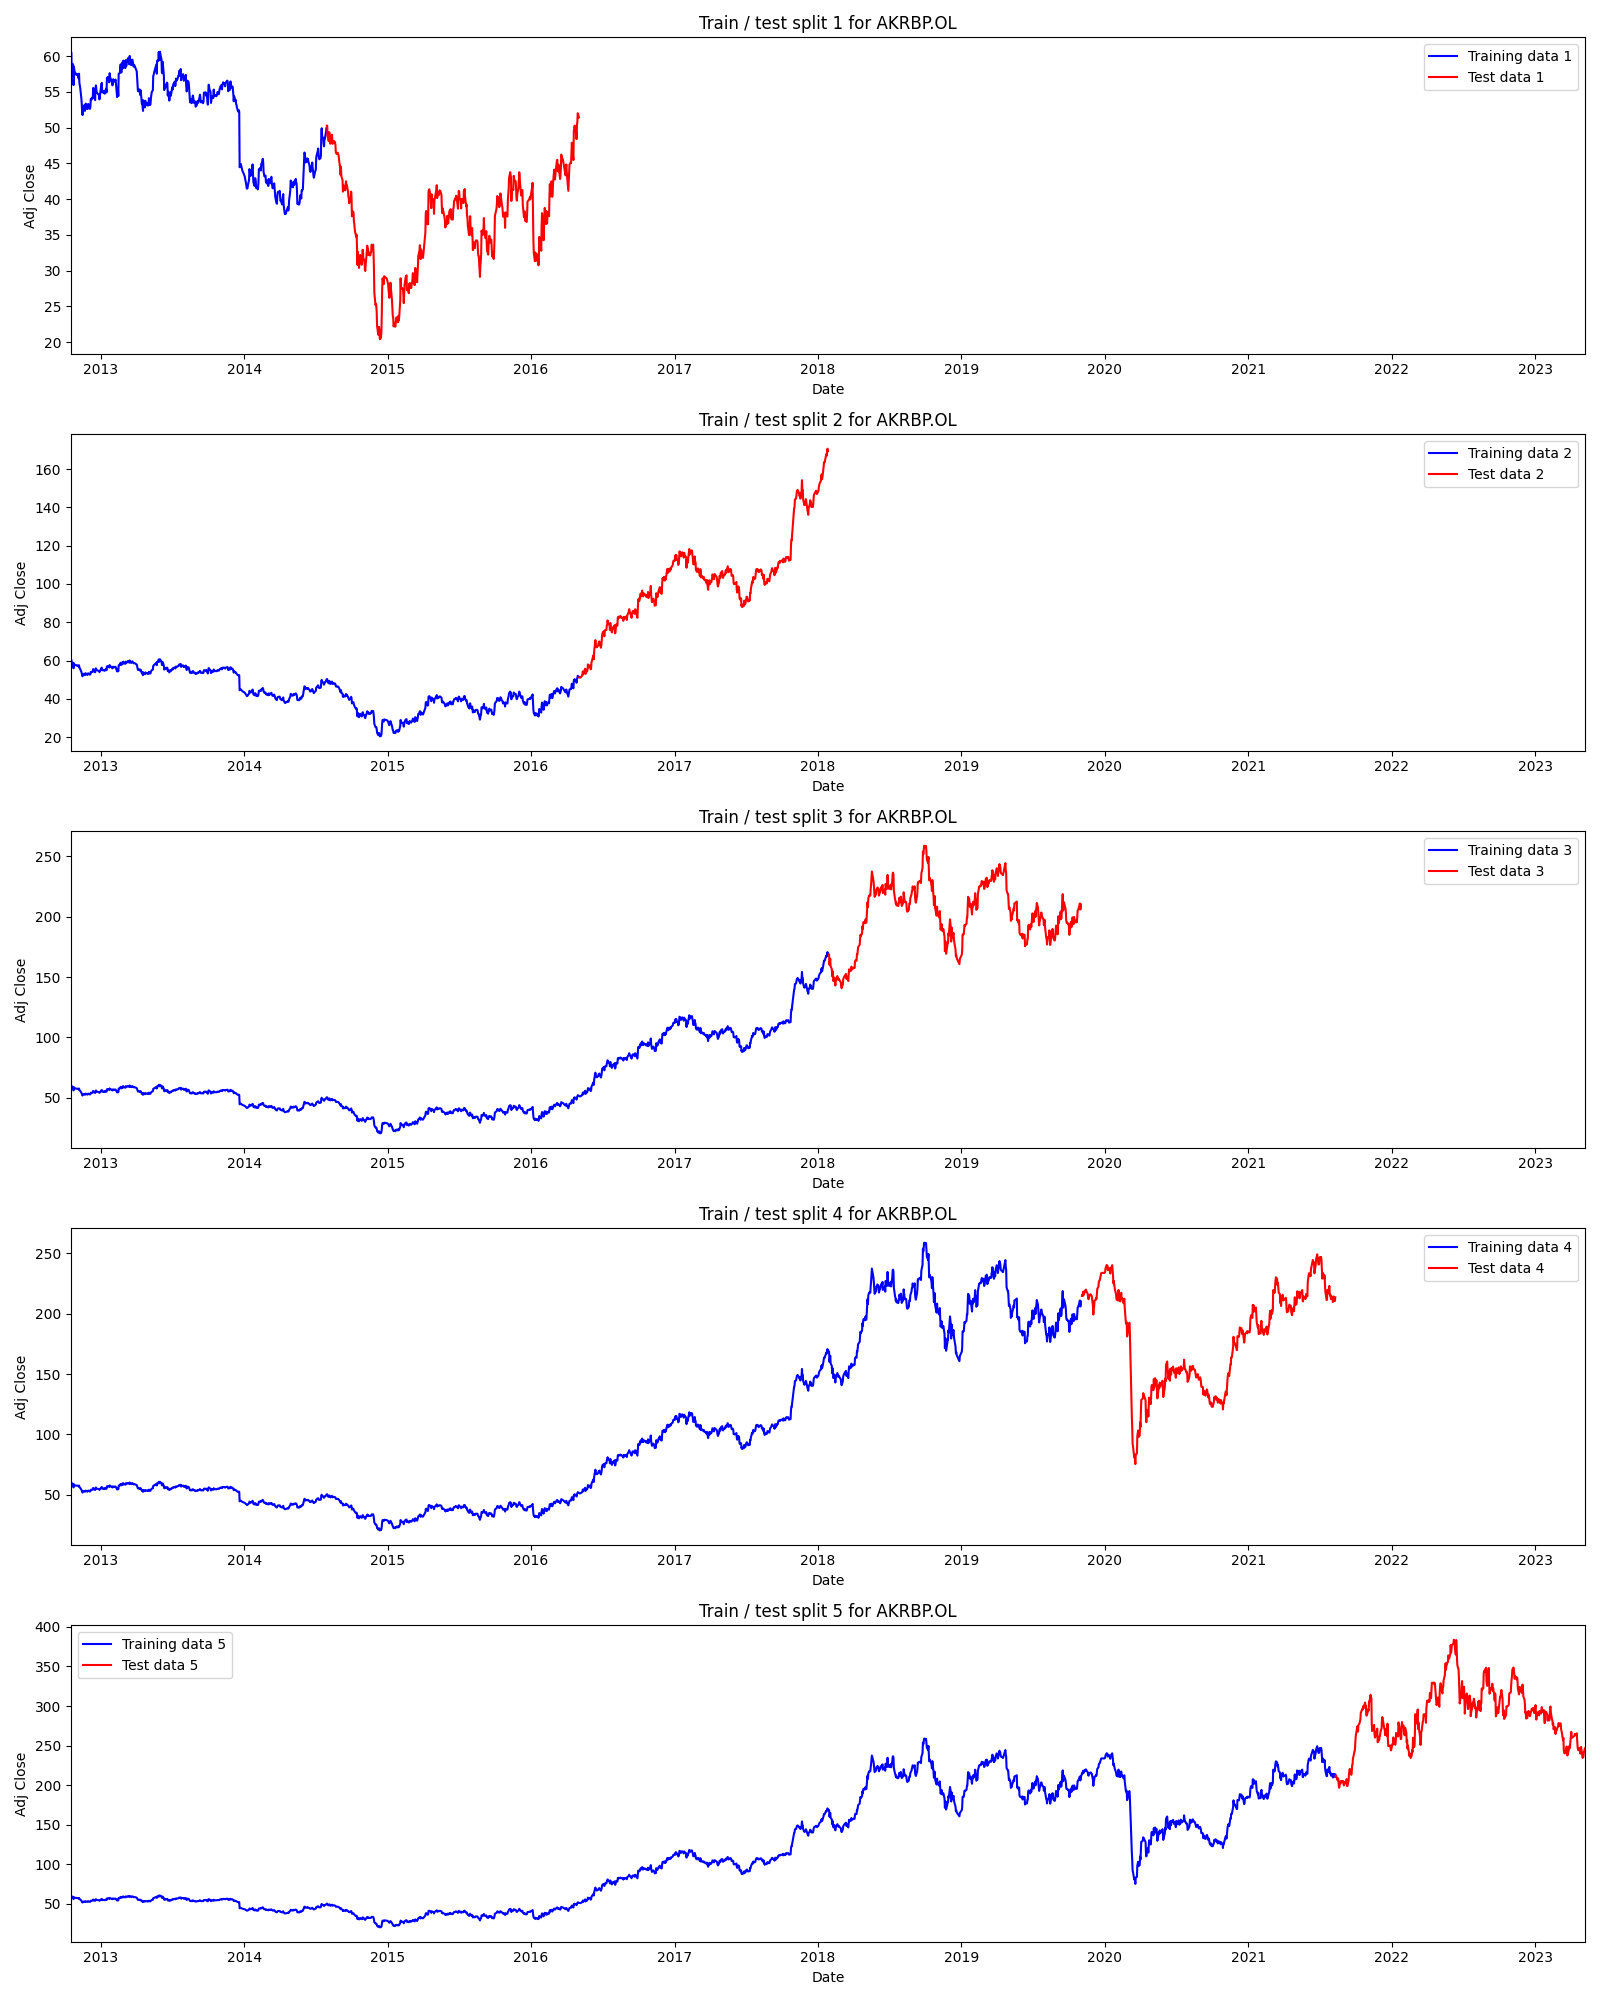 Train / test split 1 for AKRBP.OL
Training data 1
Test data 1
Adj Close
60
55
50
45
40
35
30
25
20
2013 2014 2015 2016 2017 2018 2019 2020 2021 2022 2023
Date
Train / test split 2 for AKRBP.OL
Training data 2
Test data 2
Adj Close
160
140
120
100
80
60
40
20
2013 2014 2015 2016 2017 2018 2019 2020 2021 2022 2023
Date
Train / test split 3 for AKRBP.OL
Training data 3
Test data 3
Adj Close
250
200
150
100
50
2013 2014 2015 2016 2017 2018 2019 2020 2021 2022 2023
Date
Train / test split 4 for AKRBP.OL
Training data 4
Test data 4
Adj Close
250
200
150
100
50
2013 2014 2015 2016 2017 2018 2019 2020 2021 2022 2023
Date
Train / test split 5 for AKRBP.OL
Training data 5
Test data 5
Adj Close
400
350
300
250
200
150
100
50
2013 2014 2015 2016 2017 2018 2019 2020 2021 2022 2023
Date